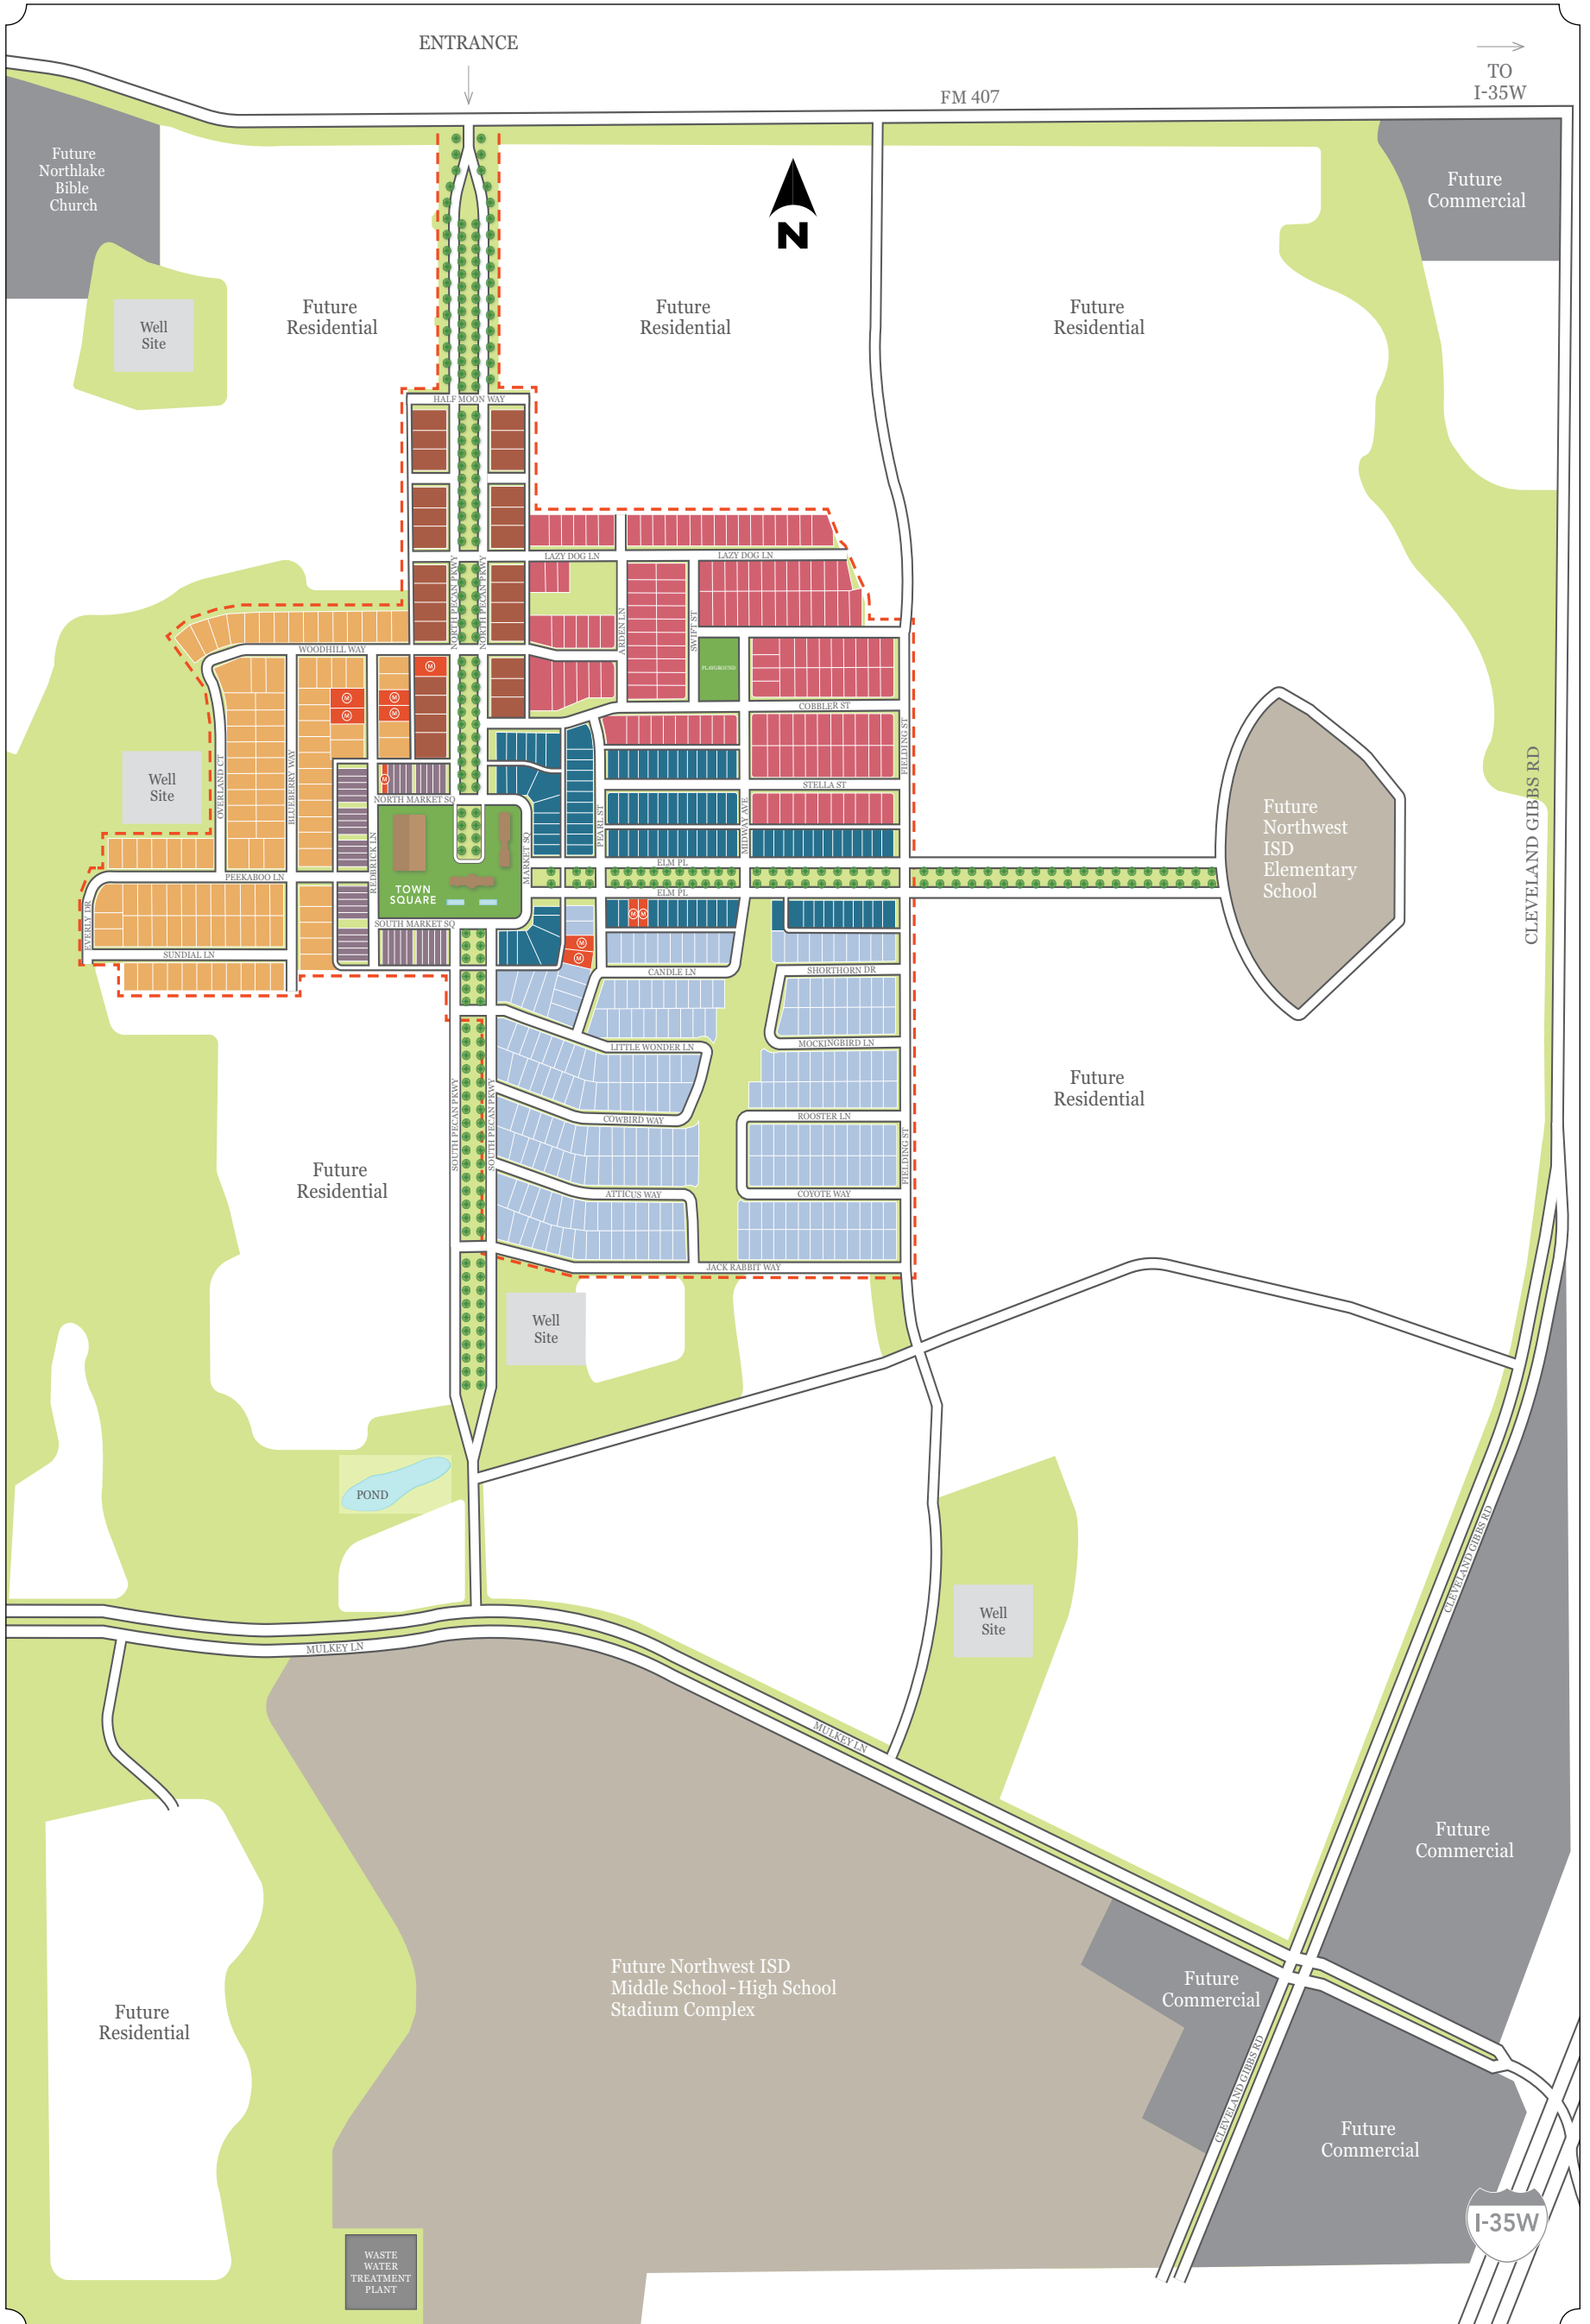 ENTRANCE
TO
I-35W
FM 407
Future
Northlake
Bible
Church
Future
Commercial
Well
Site
Future
Residential
Future
Residential
Future
Residential
N
HALF MOON WAY
LAZY DOG LN
LAZY DOG LN
NORTH PECAN PKWY
NORTH PECAN PKWY
ARDEN LN
SWIFT ST
WOODHILL WAY
PLAYGROUND
M
M
M
M
M
COBBLER ST
FIELDING ST
Well
Site
OVERLAND CT
BLUEBERRY WAY
M
NORTH MARKET SQ
STELLA ST
PEARL ST
MIDWAY AVE
REDBRICK LN
MARKET SQ
CLEVELAND GIBBS RD
Future
Northwest
ISD
Elementary
School
ELM PL
PEEKABOO LN
TOWN
SQUARE
ELM PL
EVERLY DR
M
M
SOUTH MARKET SQ
M
M
SUNDIAL LN
CANDLE LN
SHORTHORN DR
LITTLE WONDER LN
MOCKINGBIRD LN
Future
Residential
SOUTH PECAN PKWY
SOUTH PECAN PKWY
COWBIRD WAY
ROOSTER LN
FIELDING ST
Future
Residential
ATTICUS WAY
COYOTE WAY
JACK RABBIT WAY
Well
Site
POND
CLEVELAND GIBBS RD
Well
Site
MULKEY LN
MULKEY LN
Future
Commercial
Future Northwest ISD
Middle School - High School
Stadium Complex
Future
Commercial
Future
Residential
CLEVELAND GIBBS RD
Future
Commercial
I-35W
WASTE
WATER
TREATMENT
PLANT